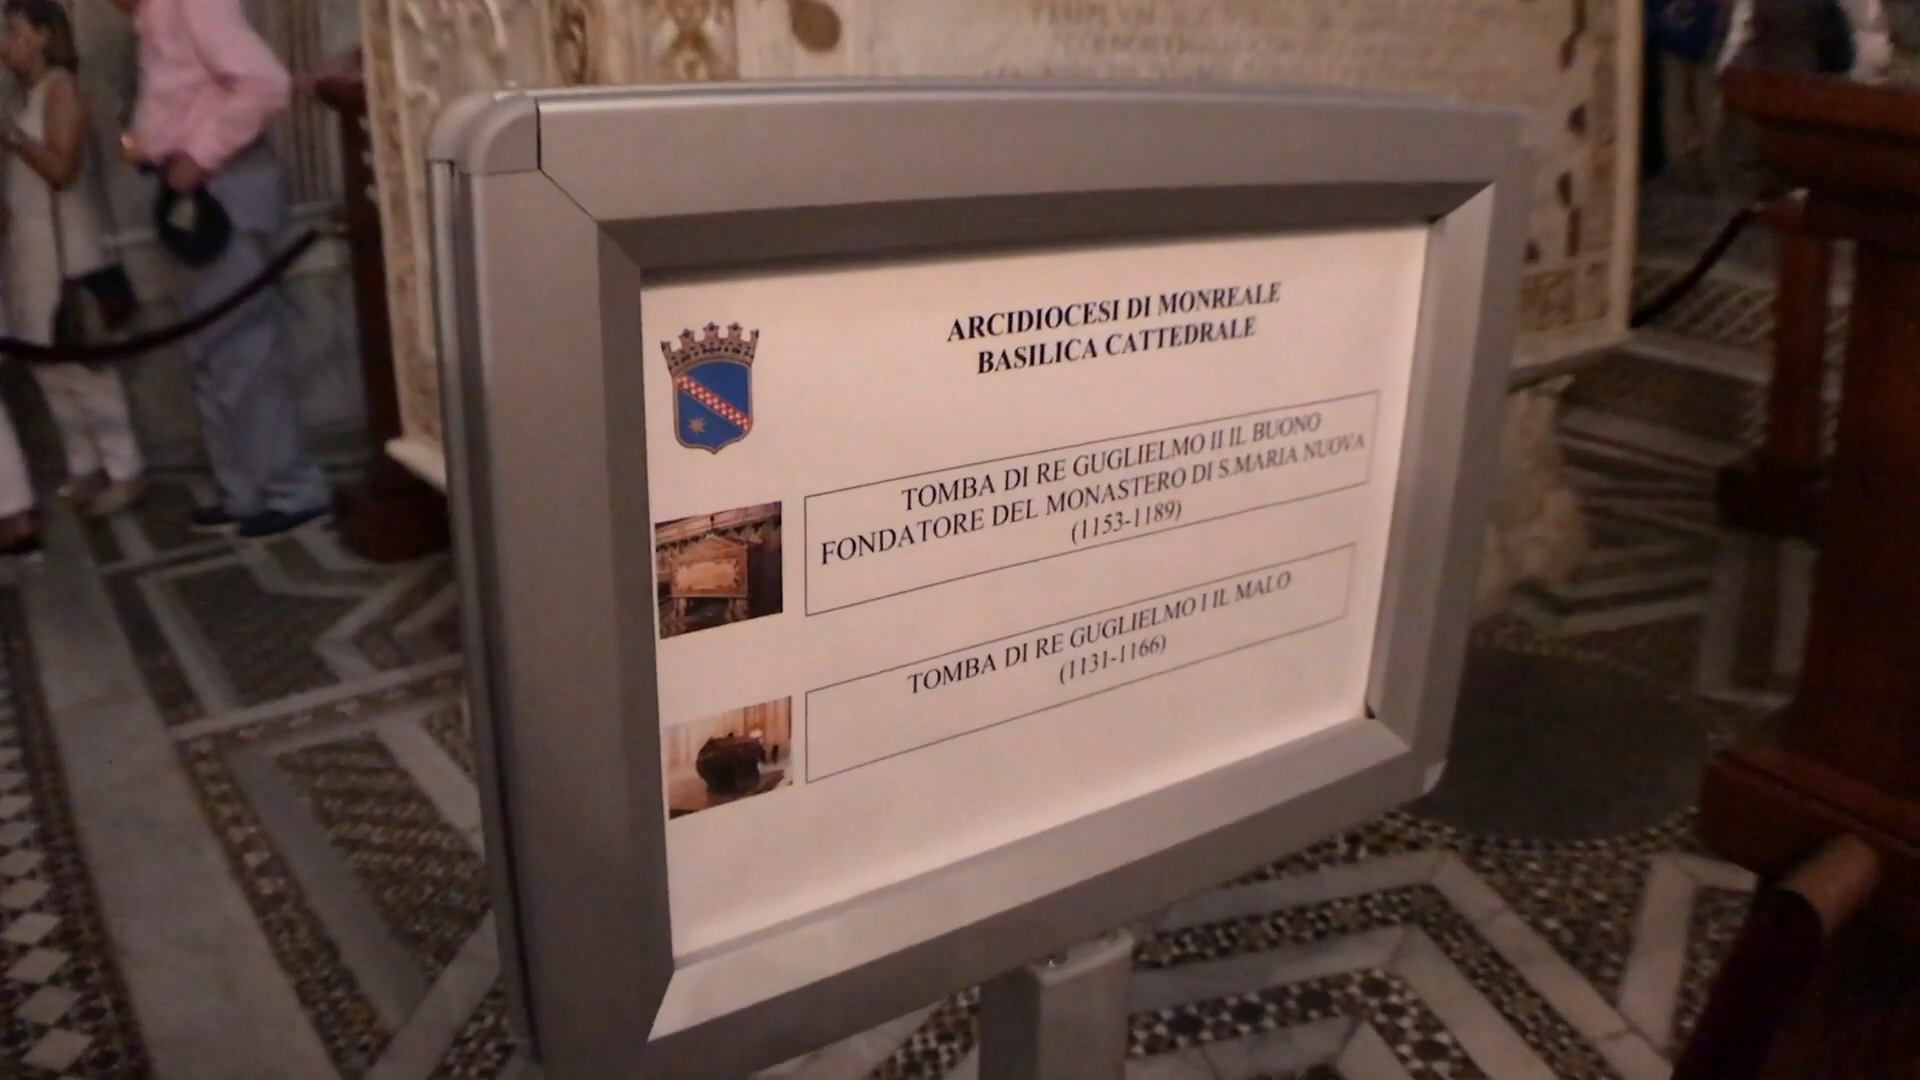 ARCIDIOCESI DI MONREALE
BASILICA CATTEDRALE
TOMBA DI RE GUGLIELMO II IL BUONO
FONDATORE DEL MONASTERO DI S.MARIA NUOVA
(1153-1189)
TOMBA DI RE GUGLIELMO I IL MALO
(1131-1166)